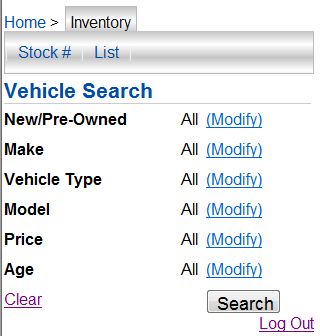 Home > Inventory
Stock # List
Vehicle Search
New/Pre-Owned All (Modify)
Make All (Modify)
Vehicle Type All (Modify)
Model All (Modify)
Price All (Modify)
Age All (Modify)
Clear Search
Log Out